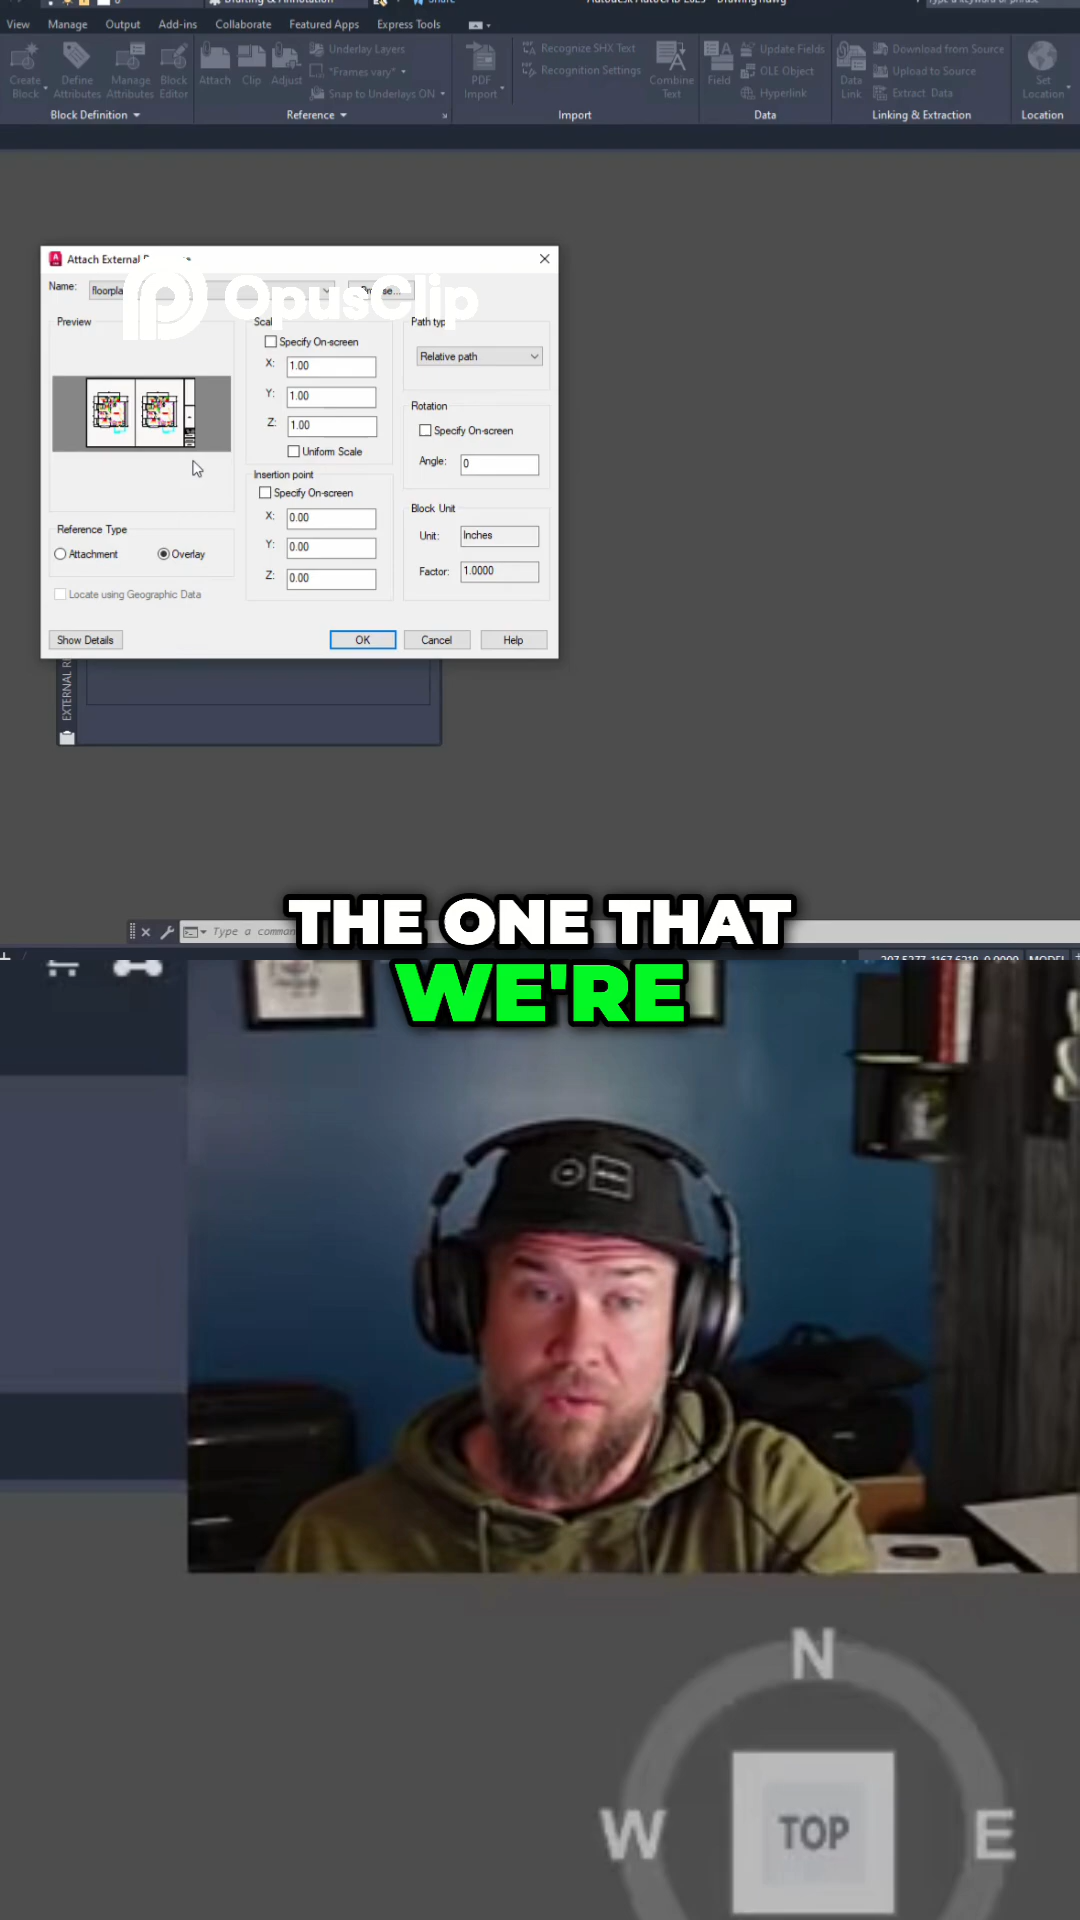 Drafting & Annotation
Share
View Manage Output Add-ins Collaborate Featured Apps Express Tools
Create Block
Define Attributes
Manage Attributes
Block Editor
Block Definition
Attach
Clip
Adjust
Underlay Layers
*Frames vary*
Snap to Underlays ON
Reference
PDF Import
Recognize SHX Text
Recognition Settings
Combine Text
Import
Field
Update Fields
OLE Object
Hyperlink
Data
Data Link
Download from Source
Upload to Source
Extract Data
Linking & Extraction
Set Location
Location
Attach External
OpusClip
Name:
Preview
Reference Type
Attachment
Overlay
Locate using Geographic Data
Show Details
Specify On-screen
X: 1.00
Y: 1.00
Z: 1.00
Uniform Scale
Insertion point
Specify On-screen
X: 0.00
Y: 0.00
Z: 0.00
Relative path
Rotation
Specify On-screen
Angle: 0
Block Unit
Unit: Inches
Factor: 1.0000
OK
Cancel
Help
Type a
THE ONE THAT
WE'RE
N
W
TOP
E